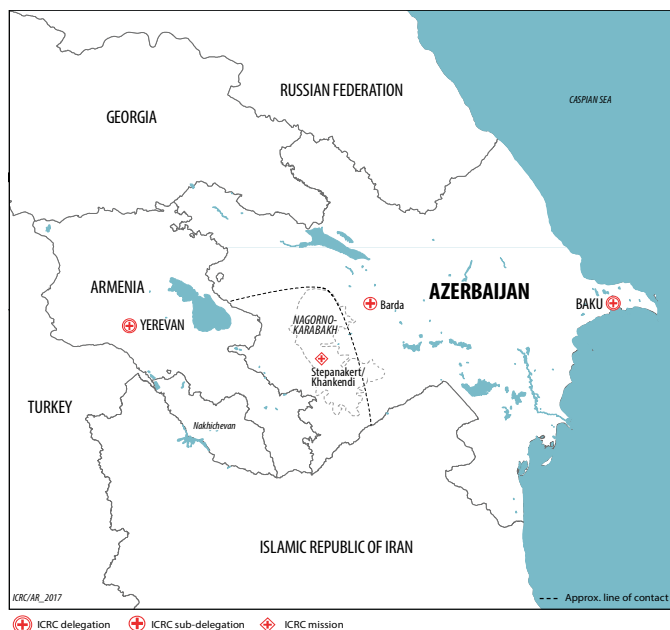 RUSSIAN FEDERATION
CASPIAN SEA
GEORGIA
ARMENIA
AZERBAIJAN
Barda
BAKU
NAGORNO-
KARABAKH
YEREVAN
Stepanakert/
Khankendi
TURKEY
Nakhichevan
ISLAMIC REPUBLIC OF IRAN
ICRC/AR_2017
Approx. line of contact
ICRC delegation
ICRC sub-delegation
ICRC mission